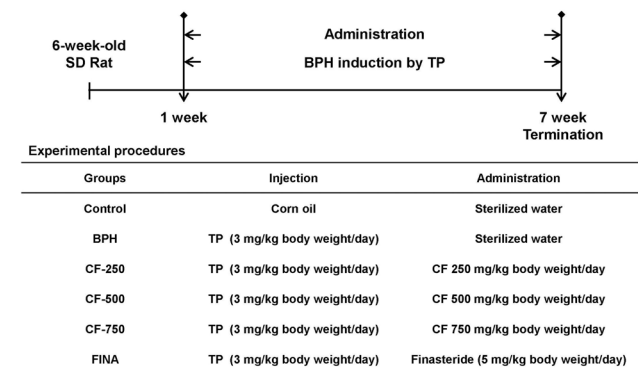 6-week-old
SD Rat
Administration
BPH induction by TP
1 week
7 week
Termination
Experimental procedures
Groups Injection Administration
Control Corn oil Sterilized water
BPH TP (3 mg/kg body weight/day) Sterilized water
CF-250 TP (3 mg/kg body weight/day) CF 250 mg/kg body weight/day
CF-500 TP (3 mg/kg body weight/day) CF 500 mg/kg body weight/day
CF-750 TP (3 mg/kg body weight/day) CF 750 mg/kg body weight/day
FINA TP (3 mg/kg body weight/day) Finasteride (5 mg/kg body weight/day)